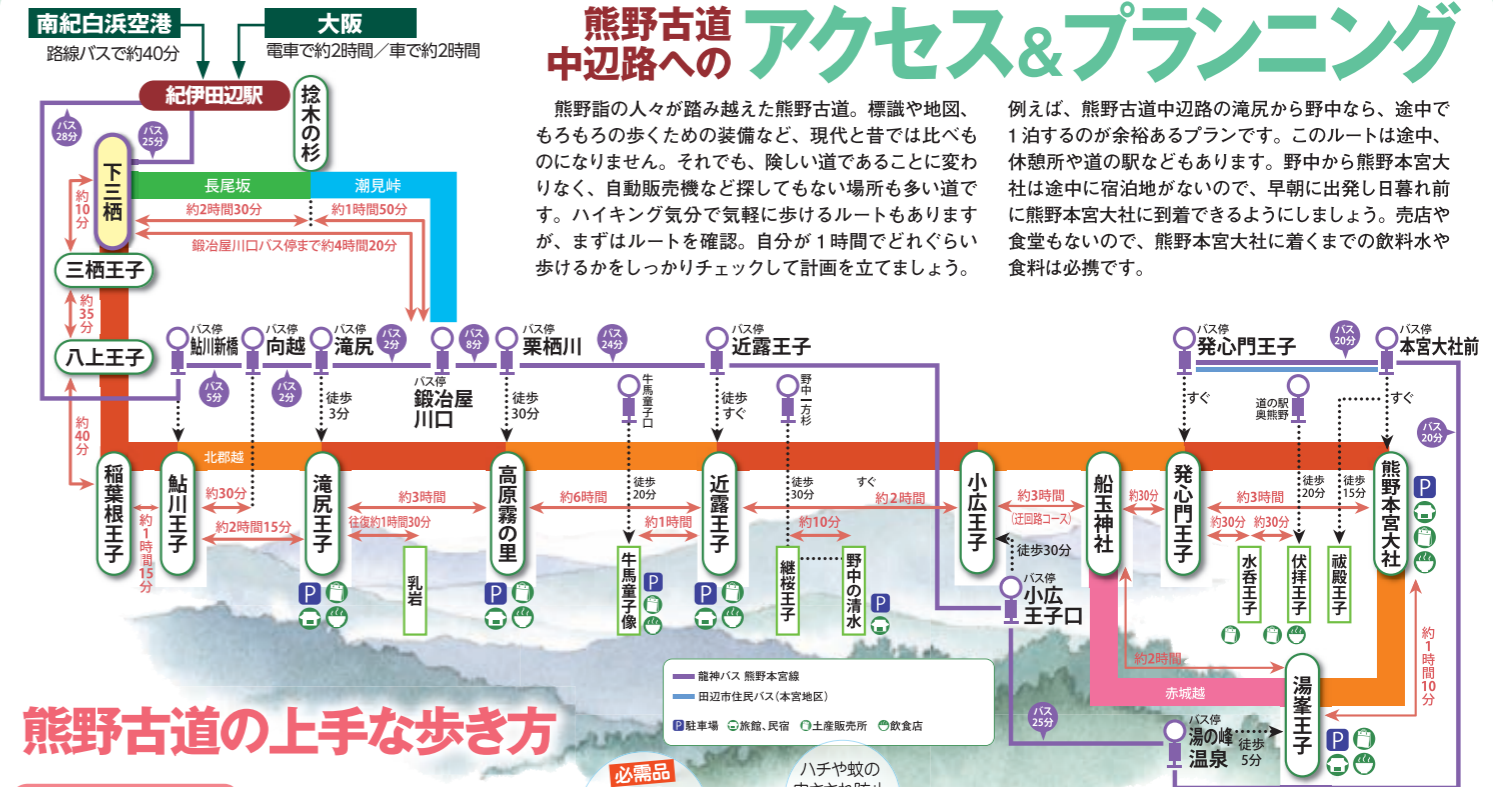 南紀白浜空港
路線バスで約40分
大阪
電車で約2時間／車で約2時間
紀伊田辺駅
熊野古道
中辺路への
アクセス&プランニング
熊野詣の人々が踏み越えた熊野古道。標識や地図、
もろもろの歩くための装備など、現代と昔では比べも
のになりません。それでも、険しい道であることに変わ
りなく、自動販売機など探してもない場所も多い道で
す。ハイキング気分で気軽に歩けるルートもあります
が、まずはルートを確認。自分が1時間でどれぐらい
歩けるかをしっかりチェックして計画を立てましょう。
例えば、熊野古道中辺路の滝尻から野中なら、途中で
1泊するのが余裕あるプランです。このルートは途中、
休憩所や道の駅などもあります。野中から熊野本宮大
社は途中に宿泊地がないので、早朝に出発し日暮れ前
に熊野本宮大社に到着できるようにしましょう。売店や
食堂もないので、熊野本宮大社に着くまでの飲料水や
食料は必携です。
バス
28分
バス
25分
捻木の杉
下三栖
長尾坂
潮見峠
約10分
約2時間30分
約1時間50分
鍛冶屋川口バス停まで約4時間20分
三栖王子
約35分
八上王子
約40分
バス停
鮎川新橋
バス
5分
バス停
向越
バス
2分
バス停
滝尻
バス
2分
バス停
鍛冶屋
川口
バス
8分
バス停
栗栖川
バス
24分
バス停
近露王子
バス停
発心門王子
バス
20分
バス停
本宮大社前
徒歩
3分
徒歩
30分
牛馬童子口
徒歩
すぐ
野中一方杉
すぐ
道の駅
奥熊野
すぐ
バス
20分
北郡越
稲葉根王子
約1時間15分
鮎川王子
約30分
約2時間15分
滝尻王子
約3時間
往復約1時間30分
乳岩
高原霧の里
約6時間
徒歩
20分
約1時間
牛馬童子像
近露王子
徒歩
30分
すぐ
約2時間
約10分
継桜王子
野中の清水
小広王子
約3時間
（迂回路コース）
徒歩30分
バス停
小広
王子口
船玉神社
約30分
発心門王子
約3時間
約30分
約30分
徒歩
20分
徒歩
15分
水呑王子
伏拝王子
祓殿王子
熊野本宮大社
P
P
P
P
P
P
約1時間10分
約2時間
赤城越
湯峯王子
P
バス
25分
バス停
湯の峰
温泉
徒歩
5分
龍神バス 熊野本宮線
田辺市住民バス（本宮地区）
P駐車場 旅館、民宿 土産販売所 飲食店
熊野古道の上手な歩き方
必需品
ハチや蚊の